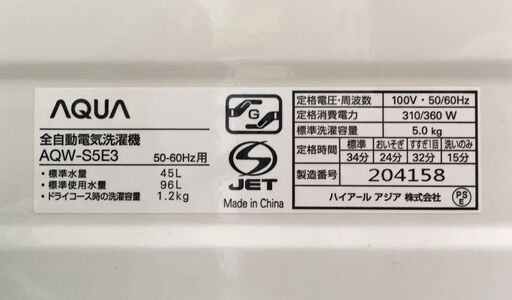 AQUA
全自動電気洗濯機
AQW-S5E3 50-60Hz用
・標準水量 45L
・標準使用水量 96L
・ドライコース時の洗濯容量 1.2kg
G
S
JET
Made in China
定格電圧・周波数 100V・50/60Hz
定格消費電力 310/360 W
標準洗濯容量 5.0 kg
定格時間 標準 おいそぎ すすぎ1回 洗いのみ
34分 24分 32分 15分
製造番号 204158
ハイアール アジア 株式会社
PS
E